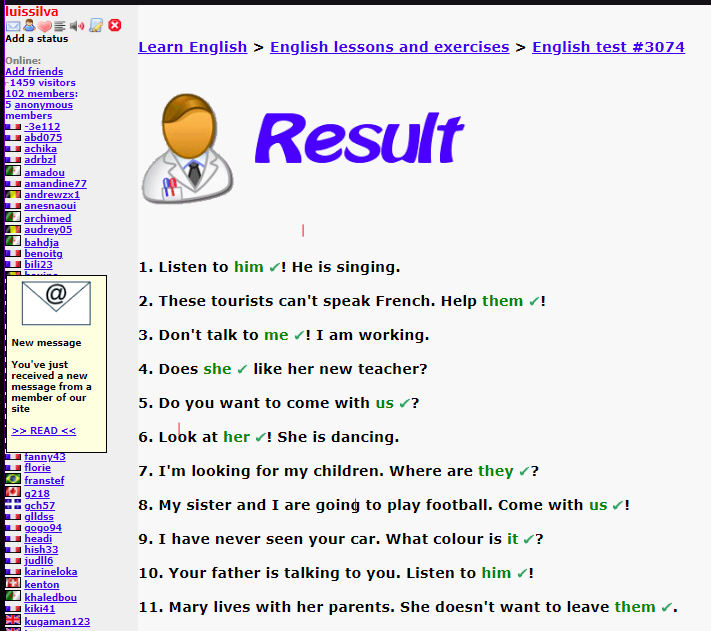 luissilva
Add a status
Online:
Add friends
-1459 visitors
102 members:
5 anonymous
members
-3e112
abd075
achika
adrbzl
amadou
amandine77
andrewzx1
anesnaoui
archimed
audrey05
bahdja
benoitg
bili23
@
New message
You've just
received a new
message from a
member of our
site
>> READ <<
fanny43
florie
franstef
g218
gch57
glldss
gogo94
headi
hish33
judll6
karineloka
kenton
khaledbou
kiki41
kugaman123
Learn English > English lessons and exercises > English test #3074
Result
1. Listen to him ✔! He is singing.
2. These tourists can't speak French. Help them ✔!
3. Don't talk to me ✔! I am working.
4. Does she ✔ like her new teacher?
5. Do you want to come with us ✔?
6. Look at her ✔! She is dancing.
7. I'm looking for my children. Where are they ✔?
8. My sister and I are going to play football. Come with us ✔!
9. I have never seen your car. What colour is it ✔?
10. Your father is talking to you. Listen to him ✔!
11. Mary lives with her parents. She doesn't want to leave them ✔.